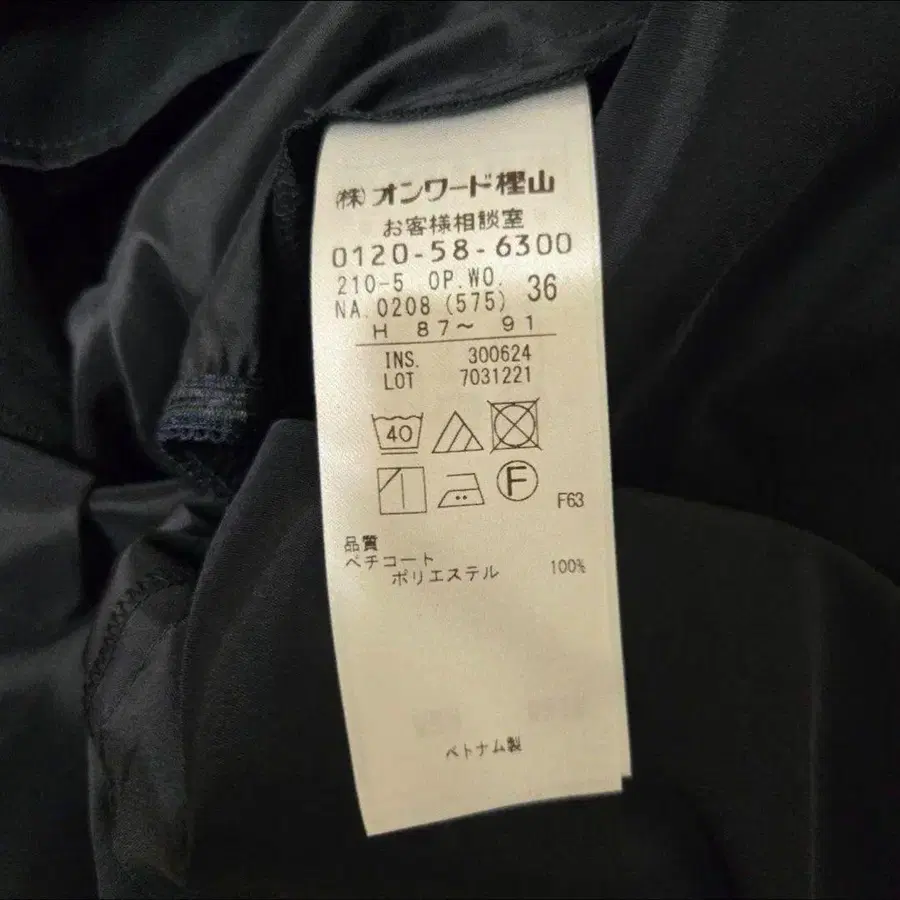 (株)オンワード樫山
お客様相談室
0120-58-6300
210-5 OP.WO.
NA.0208 (575) 36
H 87～ 91
INS. 300624
LOT 7031221
40
F
F63
品質
ペチコート
ポリエステル 100%
ベトナム製